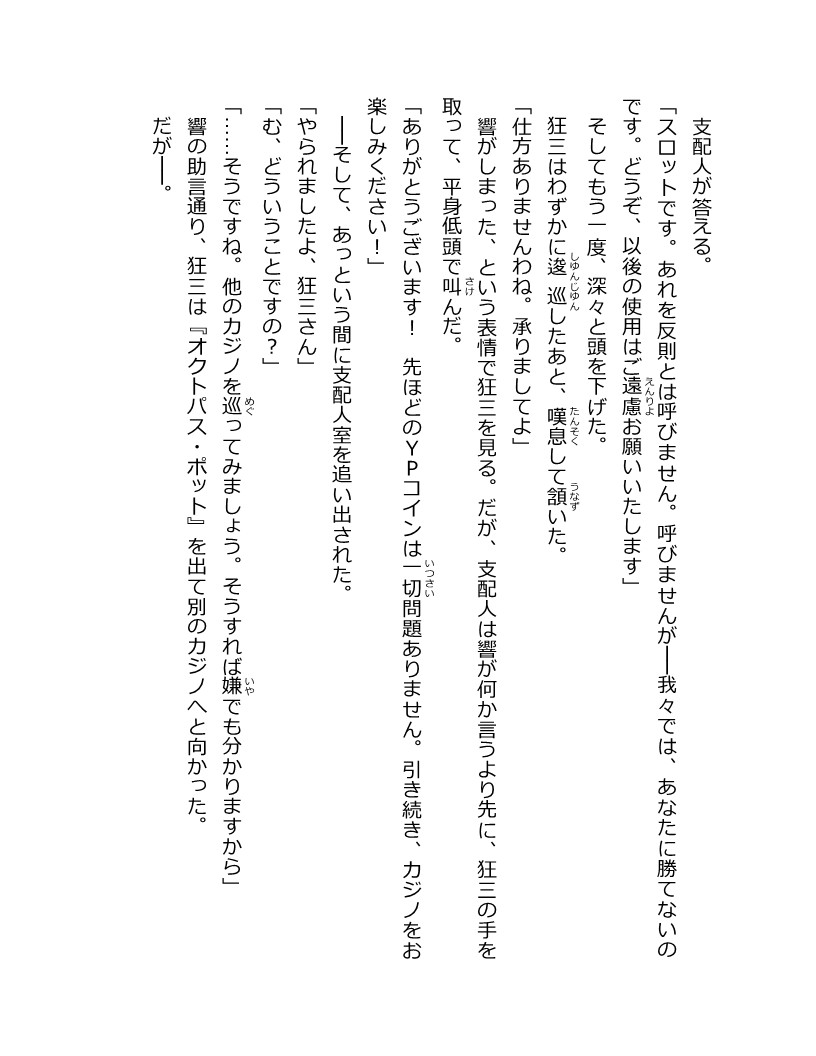 支配人が答える。
「スロットです。あれを反則とは呼びません。呼びませんが――我々では、あなたに勝てないの
です。どうぞ、以後の使用はご遠慮お願いいたします」
そしてもう一度、深々と頭を下げた。
狂三はわずかに逡巡したあと、嘆息して頷いた。
「仕方ありませんわね。承りましてよ」
響がしまった、という表情で狂三を見る。だが、支配人は響が何か言うより先に、狂三の手を
取って、平身低頭で叫んだ。
「ありがとうございます！　先ほどのＹＰコインは一切問題ありません。引き続き、カジノをお
楽しみください！」
――そして、あっという間に支配人室を追い出された。
「やられましたよ、狂三さん」
「む、どういうことですの？」
「……そうですね。他のカジノを巡ってみましょう。そうすれば嫌でも分かりますから」
響の助言通り、狂三は『オクトパス・ポット』を出て別のカジノへと向かった。
だが――。